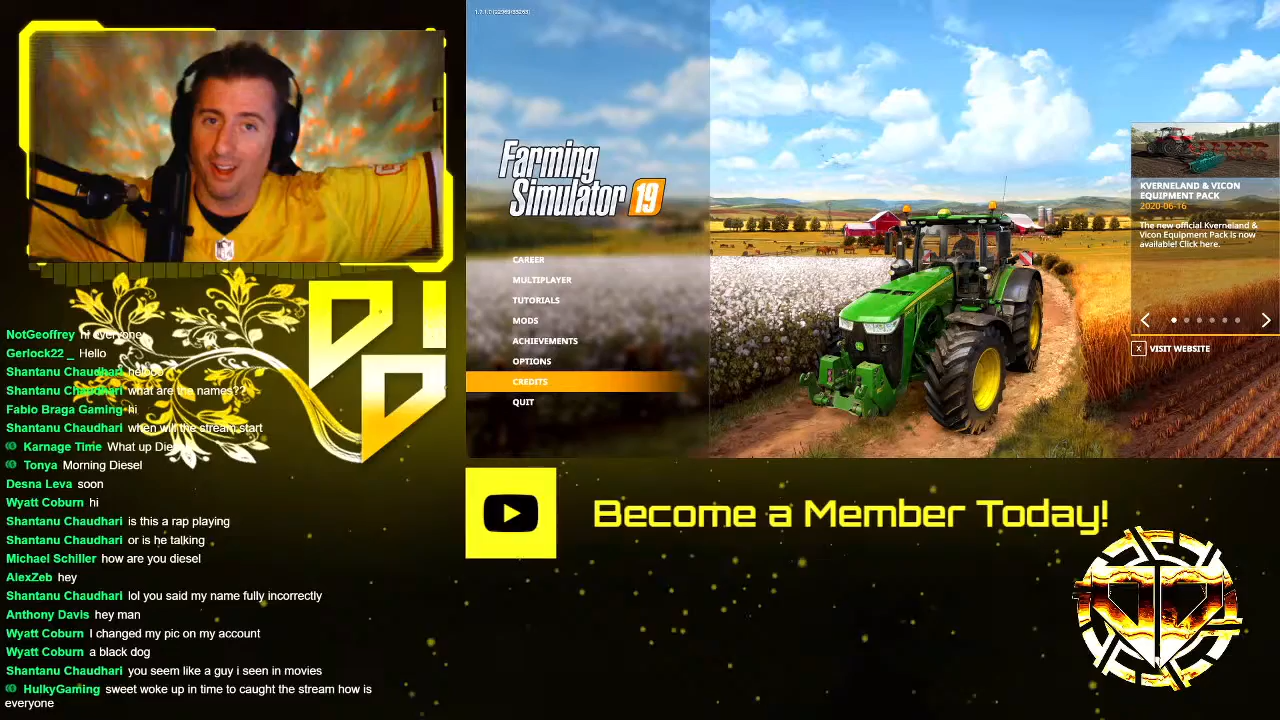 1.7.1.0 (22963)(55263)
Farming
Simulator 19
CAREER
MULTIPLAYER
TUTORIALS
MODS
ACHIEVEMENTS
OPTIONS
CREDITS
QUIT
KVERNELAND & VICON
EQUIPMENT PACK
2020-06-16
The new official Kverneland &
Vicon Equipment Pack is now
available! Click here.
X VISIT WEBSITE
NFL
NotGeoffrey hi everyone
Gerlock22 _ Hello
Shantanu Chaudhari
Shantanu Chaudhari what are the names??
Fabio Braga Gaming hi
Shantanu Chaudhari when will the stream start
Karnage Time What up
Tonya Morning Diesel
Desna Leva soon
Wyatt Coburn hi
Shantanu Chaudhari is this a rap playing
Shantanu Chaudhari or is he talking
Michael Schiller how are you diesel
AlexZeb hey
Shantanu Chaudhari lol you said my name fully incorrectly
Anthony Davis hey man
Wyatt Coburn I changed my pic on my account
Wyatt Coburn a black dog
Shantanu Chaudhari you seem like a guy i seen in movies
HulkyGaming sweet woke up in time to caught the stream how is
everyone
Become a Member Today!